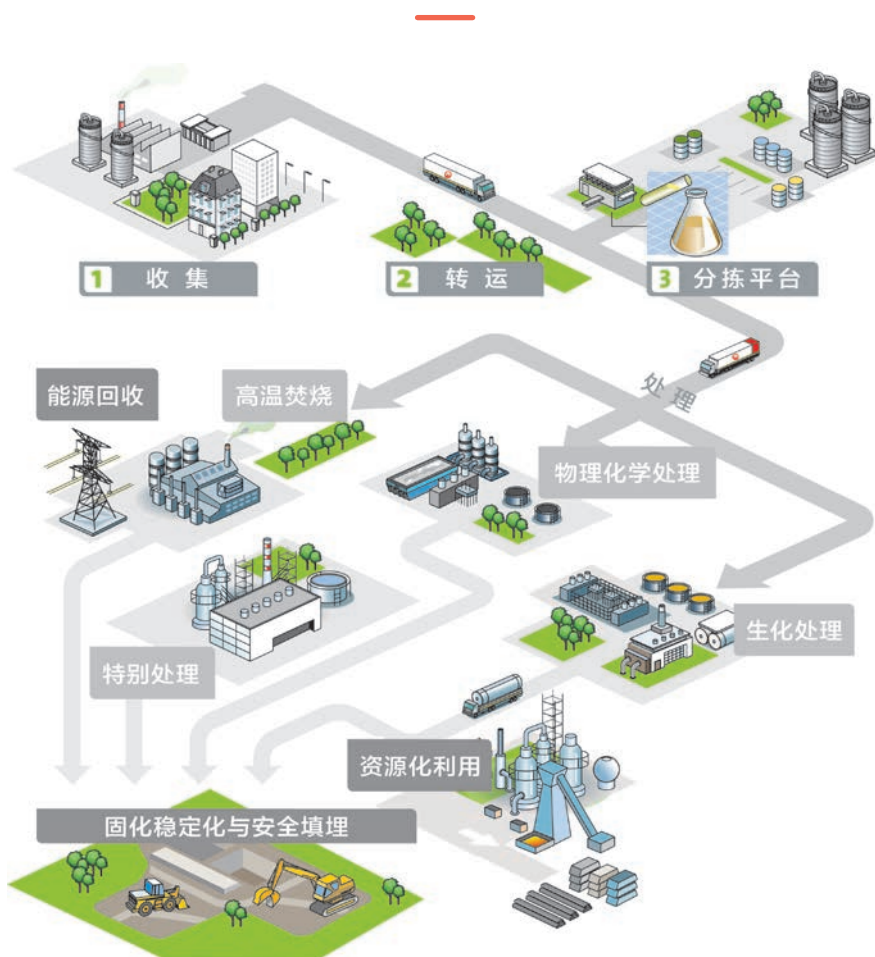 1 收集
2 转运
3 分拣平台
处理
能源回收
高温焚烧
物理化学处理
生化处理
特别处理
资源化利用
固化稳定化与安全填埋